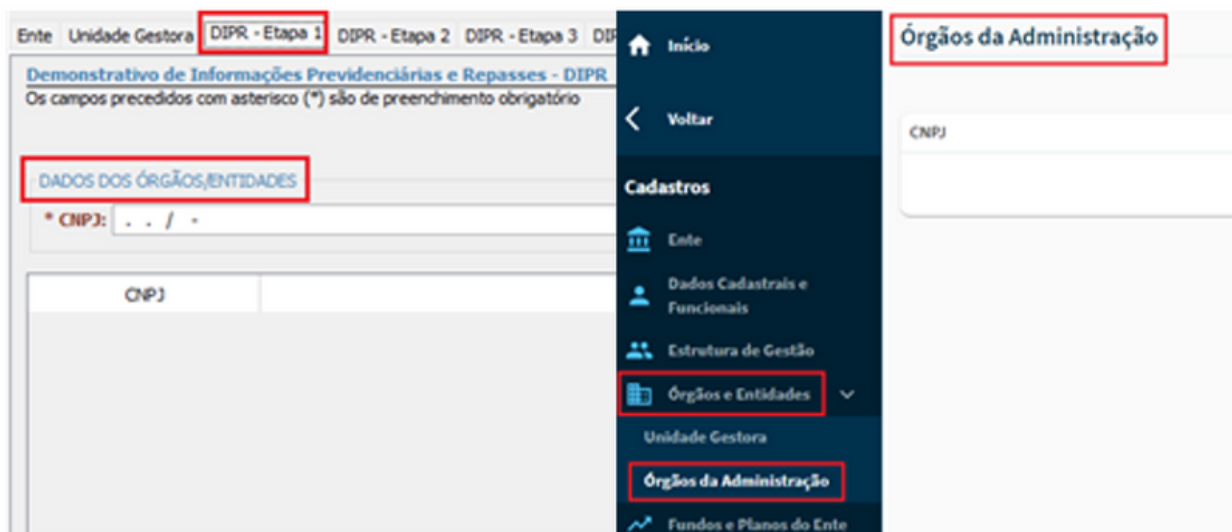 Ente Unidade Gestora DIPR - Etapa 1 DIPR - Etapa 2 DIPR - Etapa 3
Demonstrativo de Informações Previdenciárias e Repasses - DIPR
Os campos precedidos com asterisco (*) são de preenchimento obrigatório
DADOS DOS ÓRGÃOS/ENTIDADES
* CNPJ: . . / -
CNPJ
Início
Voltar
Cadastros
Ente
Dados Cadastrais e
Funcionais
Estrutura de Gestão
Órgãos e Entidades
Unidade Gestora
Órgãos da Administração
Fundos e Planos do Ente
Órgãos da Administração
CNPJ